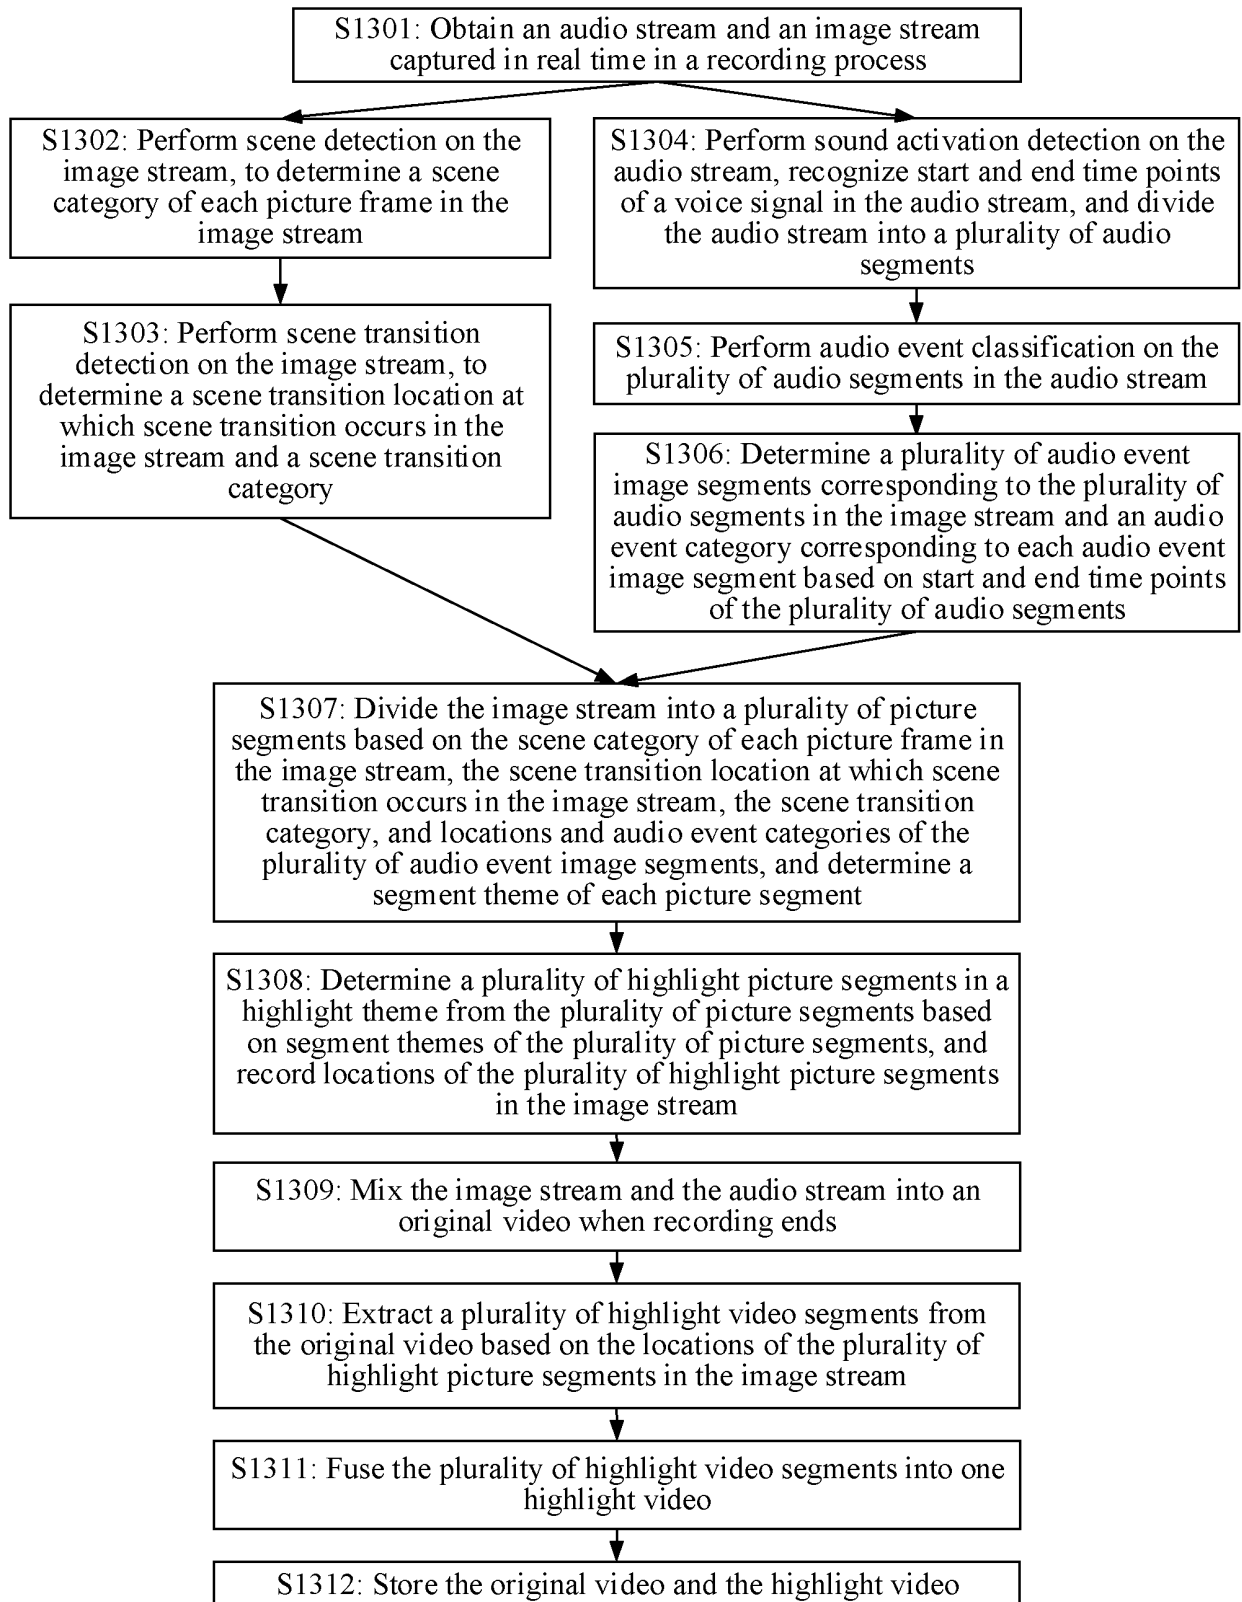 S1301: Obtain an audio stream and an image stream
captured in real time in a recording process
S1302: Perform scene detection on the
image stream, to determine a scene
category of each picture frame in the
image stream
S1303: Perform scene transition
detection on the image stream, to
determine a scene transition location at
which scene transition occurs in the
image stream and a scene transition
category
S1304: Perform sound activation detection on the
audio stream, recognize start and end time points
of a voice signal in the audio stream, and divide
the audio stream into a plurality of audio
segments
S1305: Perform audio event classification on the
plurality of audio segments in the audio stream
S1306: Determine a plurality of audio event
image segments corresponding to the plurality of
audio segments in the image stream and an audio
event category corresponding to each audio event
image segment based on start and end time points
of the plurality of audio segments
S1307: Divide the image stream into a plurality of picture
segments based on the scene category of each picture frame in
the image stream, the scene transition location at which scene
transition occurs in the image stream, the scene transition
category, and locations and audio event categories of the
plurality of audio event image segments, and determine a
segment theme of each picture segment
S1308: Determine a plurality of highlight picture segments in a
highlight theme from the plurality of picture segments based
on segment themes of the plurality of picture segments, and
record locations of the plurality of highlight picture segments
in the image stream
S1309: Mix the image stream and the audio stream into an
original video when recording ends
S1310: Extract a plurality of highlight video segments from
the original video based on the locations of the plurality of
highlight picture segments in the image stream
S1311: Fuse the plurality of highlight video segments into one
highlight video
S1312: Store the original video and the highlight video